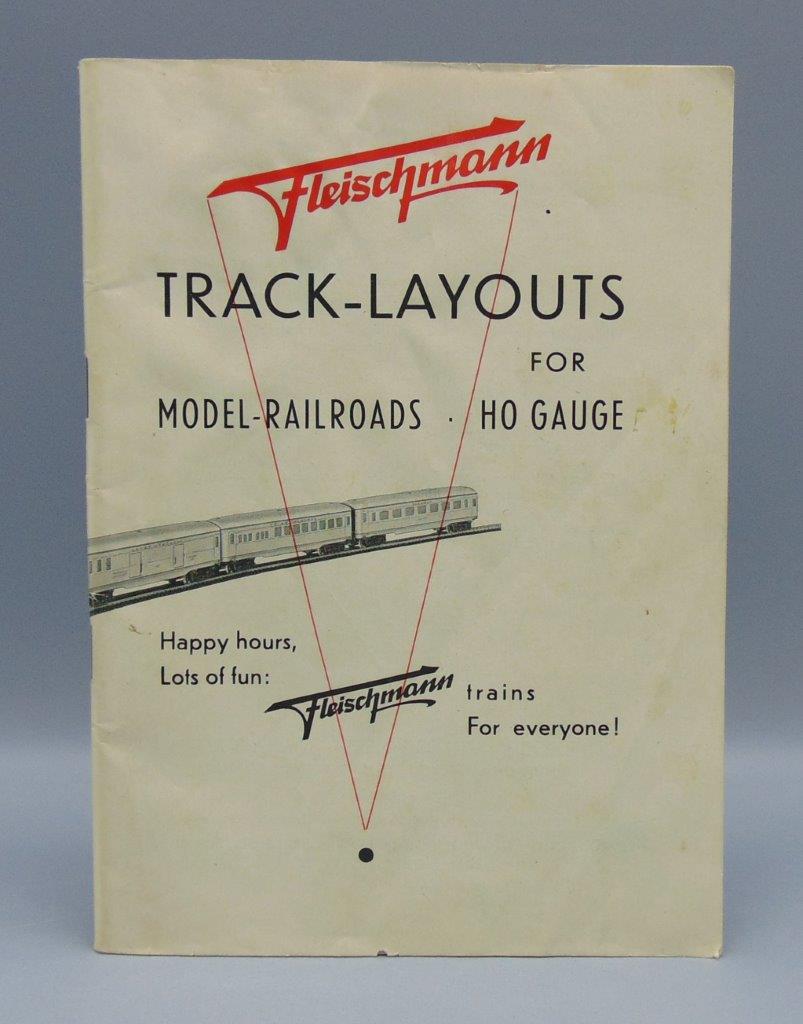 Fleischmann
TRACK-LAYOUTS
FOR
MODEL-RAILROADS · HO GAUGE
Happy hours,
Lots of fun:
Fleischmann trains
For everyone!